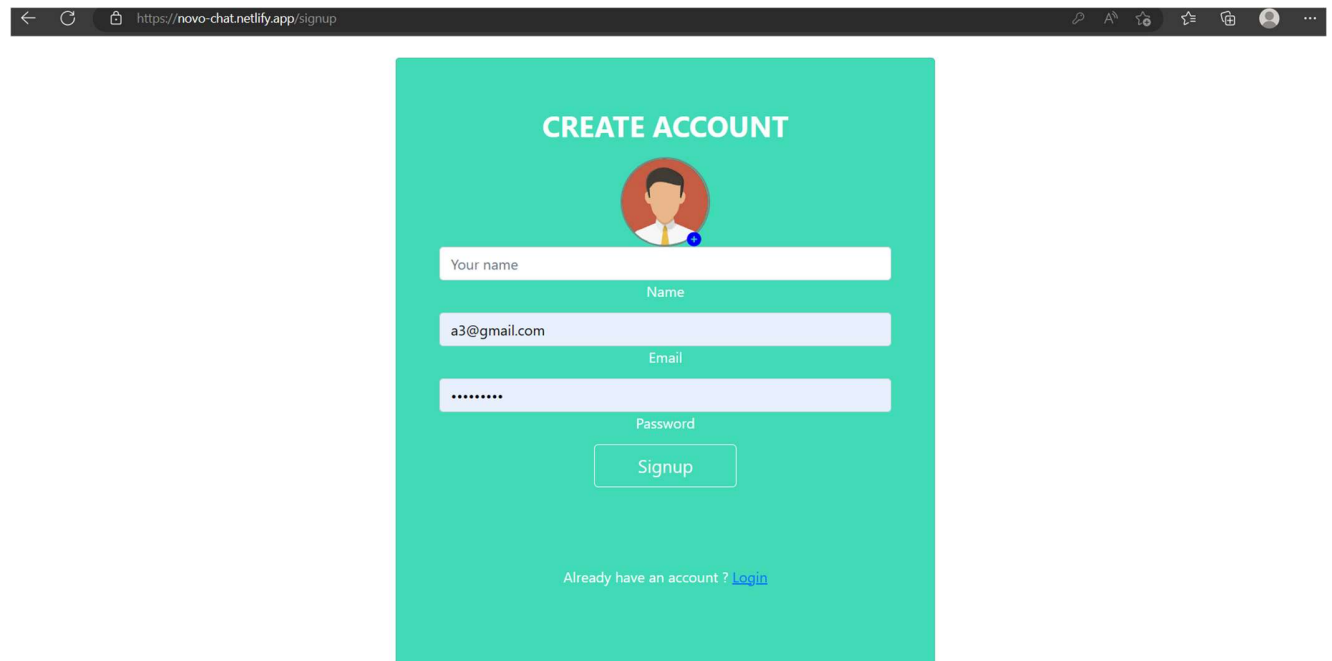 https://novo-chat.netlify.app/signup
CREATE ACCOUNT
Your name
Name
a3@gmail.com
Email
•••••••••
Password
Signup
Already have an account ? Login